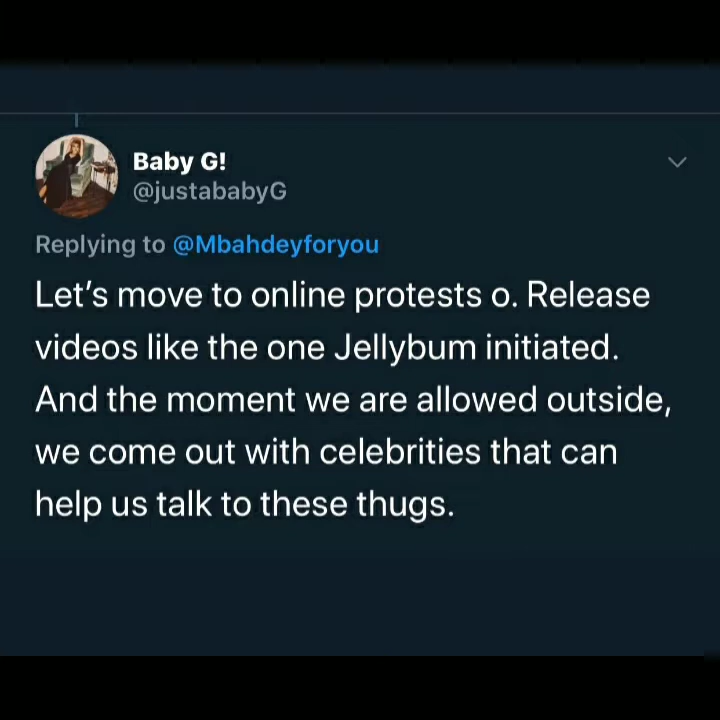 Baby G!
@justababyG
Replying to @Mbahdeyforyou
Let's move to online protests o. Release
videos like the one Jellybum initiated.
And the moment we are allowed outside,
we come out with celebrities that can
help us talk to these thugs.